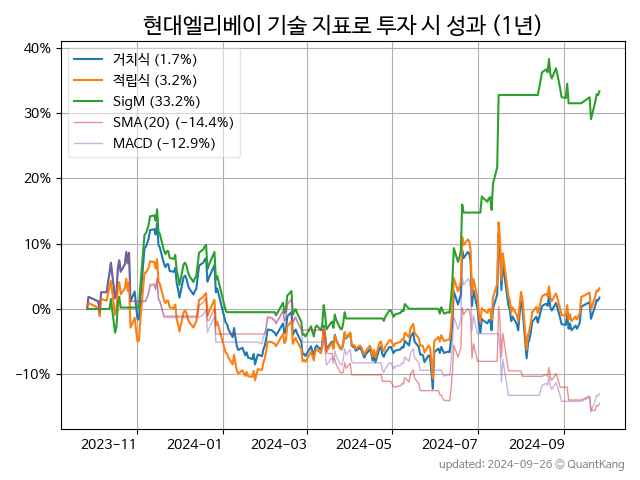 현대엘리베이 기술 지표로 투자 시 성과 (1년)
40%
30%
20%
10%
0%
−10%
거치식 (1.7%)
적립식 (3.2%)
SigM (33.2%)
SMA(20) (−14.4%)
MACD (−12.9%)
2023-11
2024-01
2024-03
2024-05
2024-07
2024-09
updated: 2024-09-26 © QuantKang